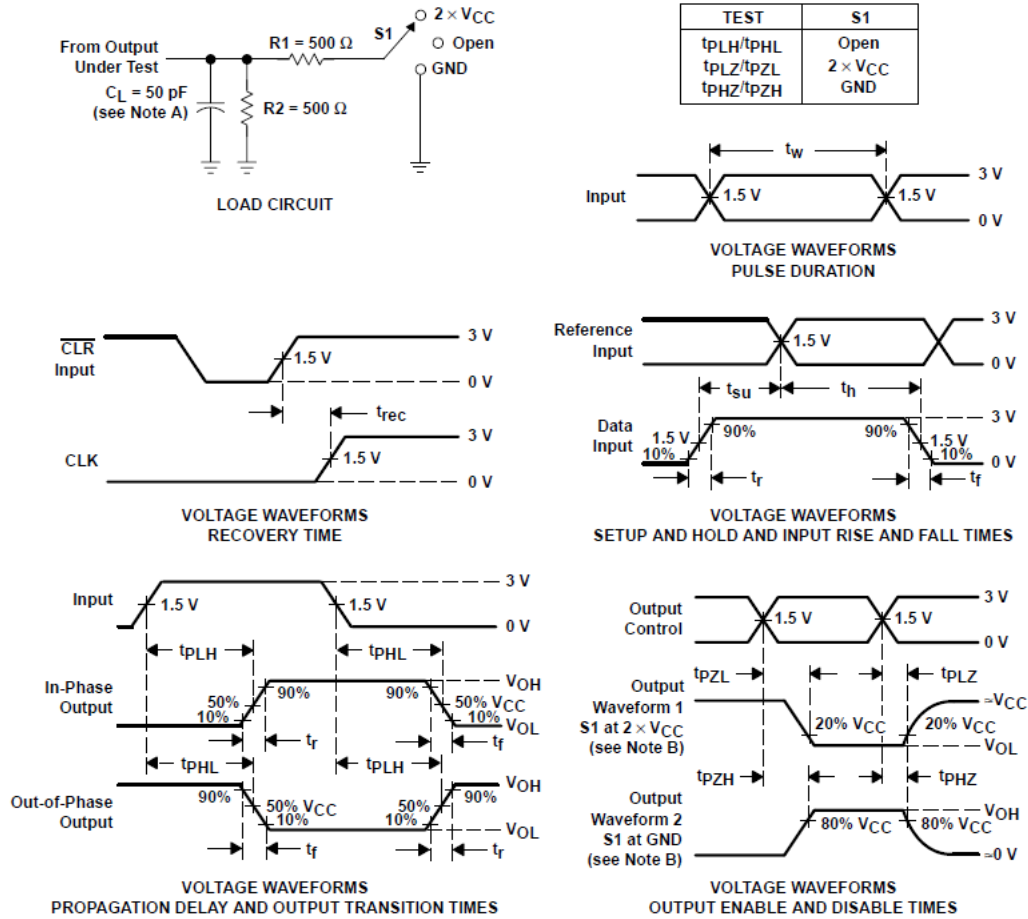 From Output
Under Test
CL = 50 pF
(see Note A)
R1 = 500 Ω
R2 = 500 Ω
S1
2 × VCC
Open
GND
LOAD CIRCUIT
TEST S1
tPLH/tPHL Open
tPLZ/tPZL 2 × VCC
tPHZ/tPZH GND
tw
Input
1.5 V
1.5 V
3 V
0 V
VOLTAGE WAVEFORMS
PULSE DURATION
CLR
Input
1.5 V
3 V
0 V
trec
CLK
1.5 V
3 V
0 V
VOLTAGE WAVEFORMS
RECOVERY TIME
Reference
Input
1.5 V
3 V
0 V
tsu
th
Data
Input
1.5 V
10%
90%
90%
1.5 V
10%
3 V
0 V
tr
tf
VOLTAGE WAVEFORMS
SETUP AND HOLD AND INPUT RISE AND FALL TIMES
Input
1.5 V
1.5 V
3 V
0 V
tPLH
tPHL
In-Phase
Output
50%
10%
90%
90%
50% VCC
10%
VOH
VOL
tr
tf
tPHL
tPLH
Out-of-Phase
Output
90%
50% VCC
10%
50%
10%
90%
VOH
VOL
tf
tr
VOLTAGE WAVEFORMS
PROPAGATION DELAY AND OUTPUT TRANSITION TIMES
Output
Control
1.5 V
1.5 V
3 V
0 V
tPZL
tPLZ
Output
Waveform 1
S1 at 2 × VCC
(see Note B)
20% VCC
20% VCC
≈VCC
VOL
tPZH
tPHZ
Output
Waveform 2
S1 at GND
(see Note B)
80% VCC
80% VCC
VOH
≈0 V
VOLTAGE WAVEFORMS
OUTPUT ENABLE AND DISABLE TIMES